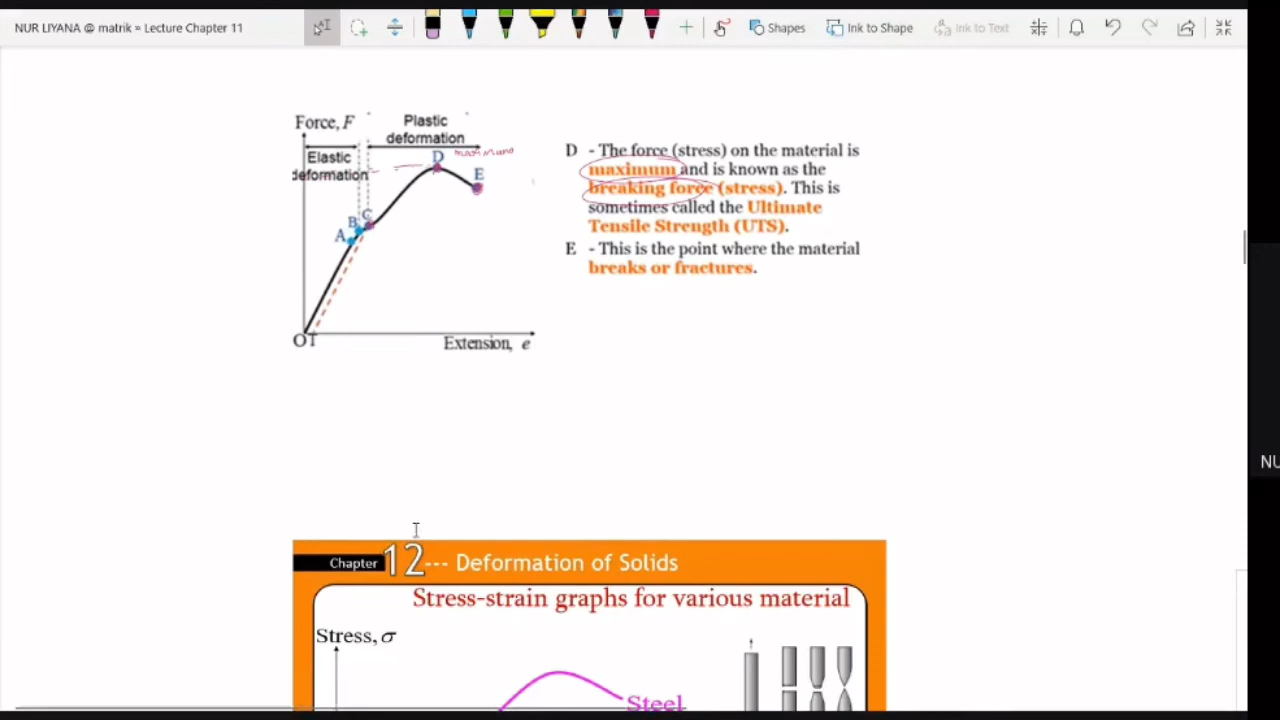 NUR LIYANA @ matrik = Lecture Chapter 11
Shapes
Ink to Shape
Ink to Text
Force, F
Plastic
deformation
Elastic
deformation
maximum
D
E
B
C
A
OT
Extension, e
D - The force (stress) on the material is
maximum and is known as the
breaking force (stress). This is
sometimes called the Ultimate
Tensile Strength (UTS).
E - This is the point where the material
breaks or fractures.
NU
Chapter 12--- Deformation of Solids
Stress-strain graphs for various material
Stress, σ
Steel